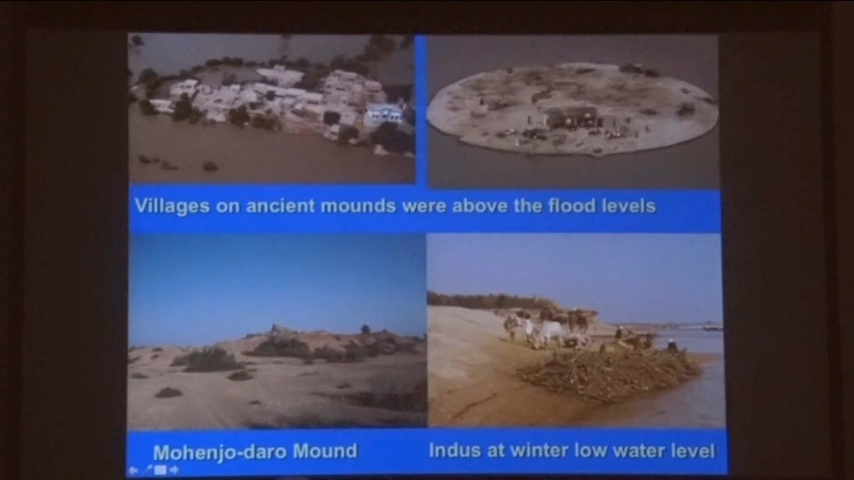 Villages on ancient mounds were above the flood levels
Mohenjo-daro Mound
Indus at winter low water level